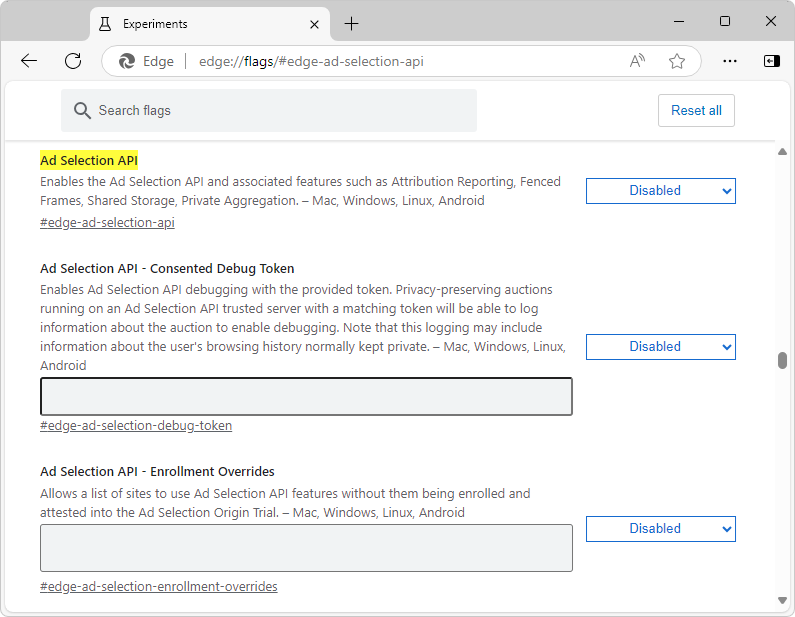 Experiments
Edge
edge://flags/#edge-ad-selection-api
Search flags
Reset all
Ad Selection API
Enables the Ad Selection API and associated features such as Attribution Reporting, Fenced
Frames, Shared Storage, Private Aggregation. – Mac, Windows, Linux, Android
#edge-ad-selection-api
Disabled
Ad Selection API - Consented Debug Token
Enables Ad Selection API debugging with the provided token. Privacy-preserving auctions
running on an Ad Selection API trusted server with a matching token will be able to log
information about the auction to enable debugging. Note that this logging may include
information about the user's browsing history normally kept private. – Mac, Windows, Linux,
Android
#edge-ad-selection-debug-token
Disabled
Ad Selection API - Enrollment Overrides
Allows a list of sites to use Ad Selection API features without them being enrolled and
attested into the Ad Selection Origin Trial. – Mac, Windows, Linux, Android
#edge-ad-selection-enrollment-overrides
Disabled